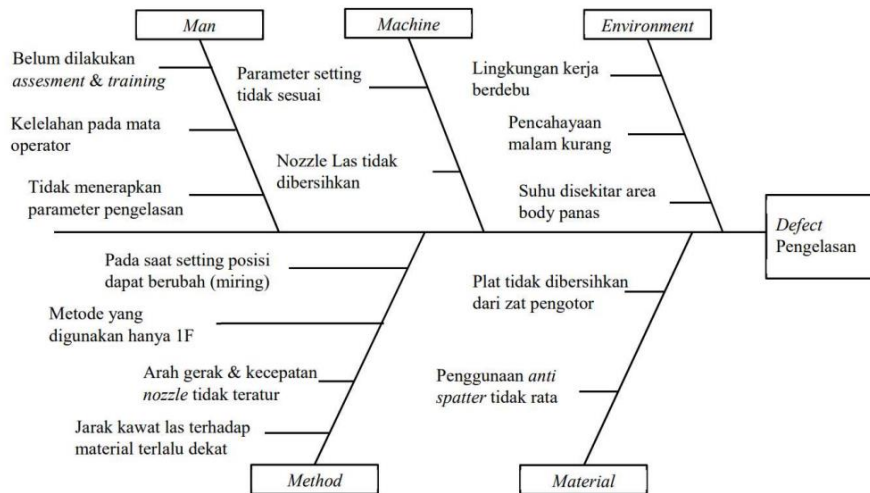 Man
Machine
Environment
Belum dilakukan
assesment & training
Parameter setting
tidak sesuai
Lingkungan kerja
berdebu
Kelelahan pada mata
operator
Pencahayaan
malam kurang
Nozzle Las tidak
dibersihkan
Tidak menerapkan
parameter pengelasan
Suhu disekitar area
body panas
Defect
Pengelasan
Pada saat setting posisi
dapat berubah (miring)
Plat tidak dibersihkan
dari zat pengotor
Metode yang
digunakan hanya 1F
Arah gerak & kecepatan
nozzle tidak teratur
Penggunaan anti
spatter tidak rata
Jarak kawat las terhadap
material terlalu dekat
Method
Material